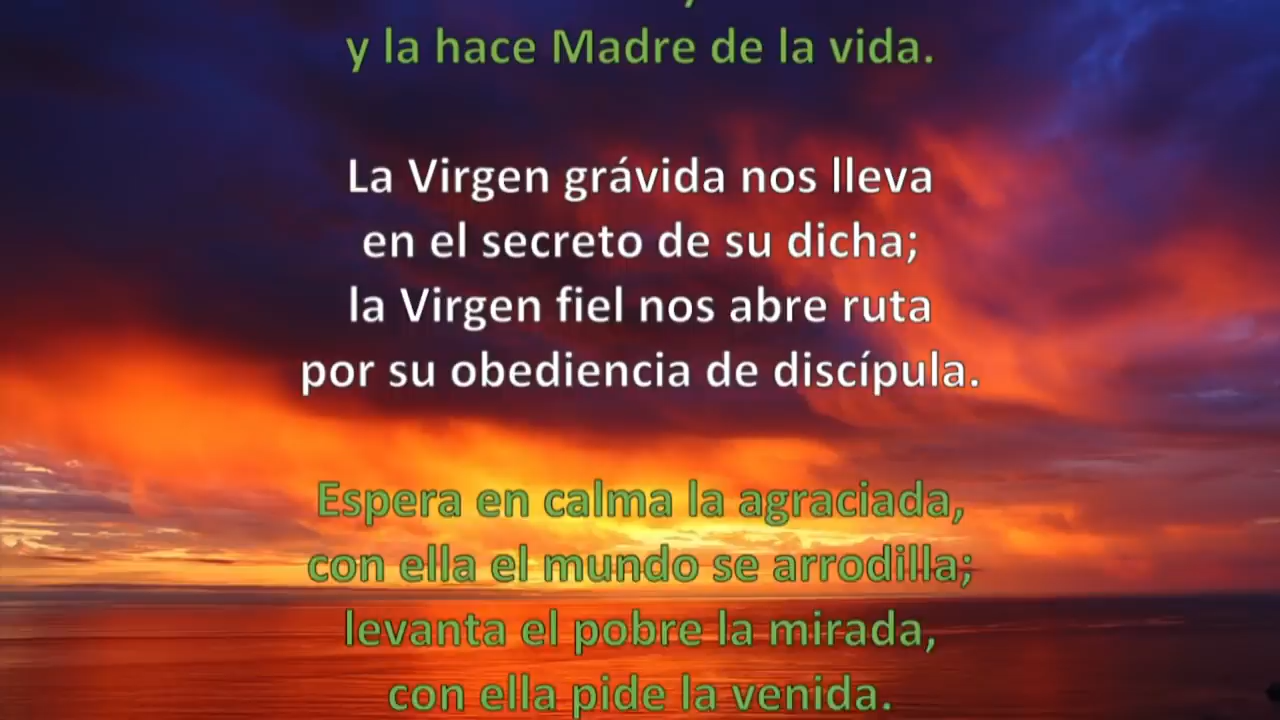 y la hace Madre de la vida.
La Virgen grávida nos lleva
en el secreto de su dicha;
la Virgen fiel nos abre ruta
por su obediencia de discípula.
Espera en calma la agraciada,
con ella el mundo se arrodilla;
levanta el pobre la mirada,
con ella pide la venida.